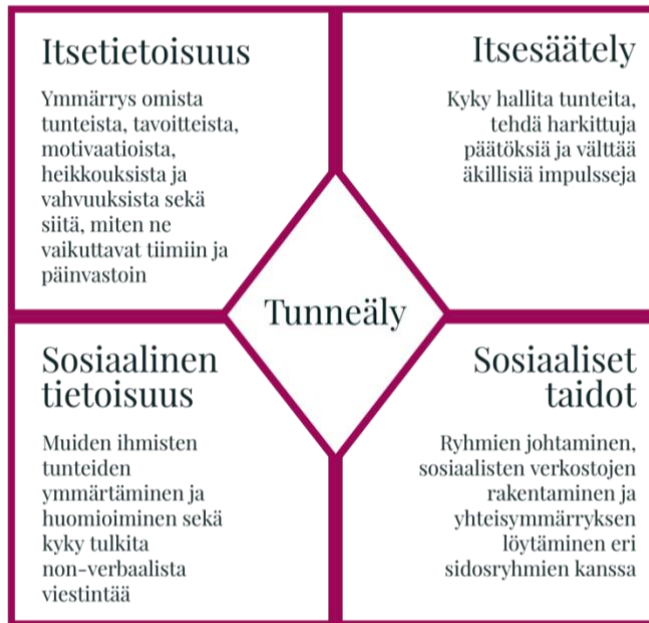 Itsetietoisuus
Ymmärrys omista
tunteista, tavoitteista,
motivaatioista,
heikkouksista ja
vahvuuksista sekä
siitä, miten ne
vaikuttavat tiimiin ja
päinvastoin
Itsesäätely
Kyky hallita tunteita,
tehdä harkittuja
päätöksiä ja välttää
äkillisiä impulsseja
Tunneäly
Sosiaalinen
tietoisuus
Muiden ihmisten
tunteiden
ymmärtäminen ja
huomioiminen sekä
kyky tulkita
non-verbaalista
viestintää
Sosiaaliset
taidot
Ryhmien johtaminen,
sosiaalisten verkostojen
rakentaminen ja
yhteisymmärryksen
löytäminen eri
sidosryhmien kanssa